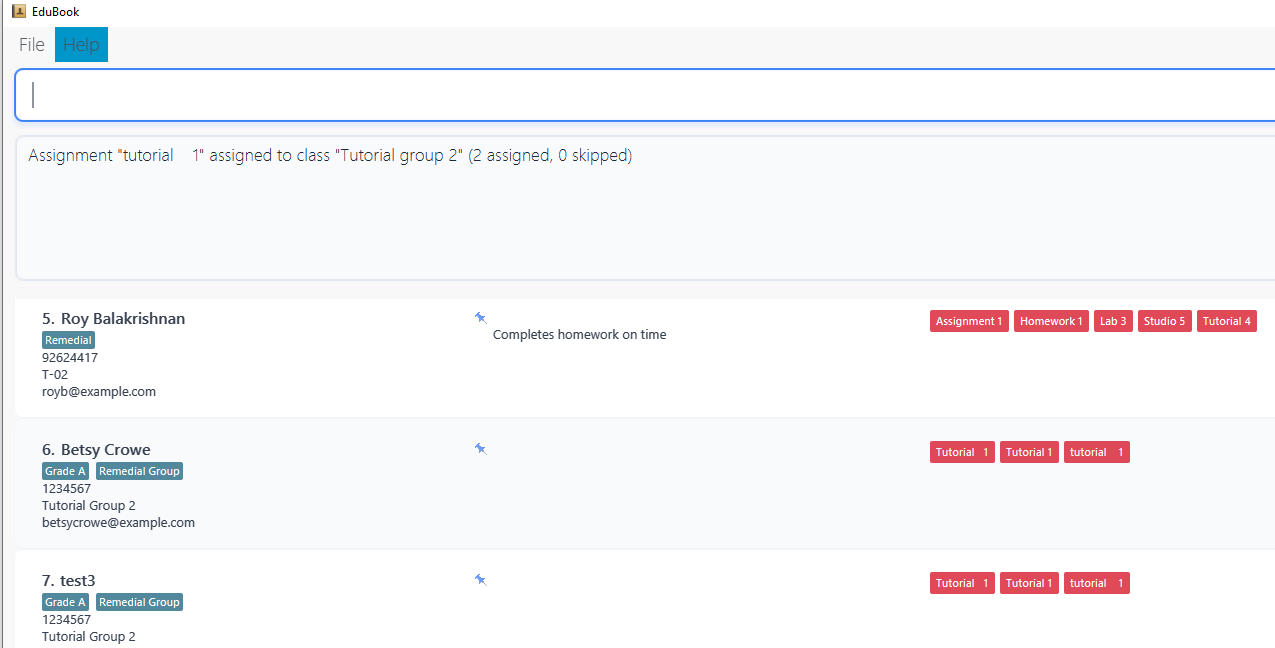 EduBook
File Help
Assignment "tutorial    1" assigned to class "Tutorial group 2" (2 assigned, 0 skipped)
5. Roy Balakrishnan
Remedial
92624417
T-02
royb@example.com
Completes homework on time
Assignment 1 Homework 1 Lab 3 Studio 5 Tutorial 4
6. Betsy Crowe
Grade A Remedial Group
1234567
Tutorial Group 2
betsycrowe@example.com
Tutorial   1 Tutorial 1 tutorial    1
7. test3
Grade A Remedial Group
1234567
Tutorial Group 2
Tutorial   1 Tutorial 1 tutorial    1